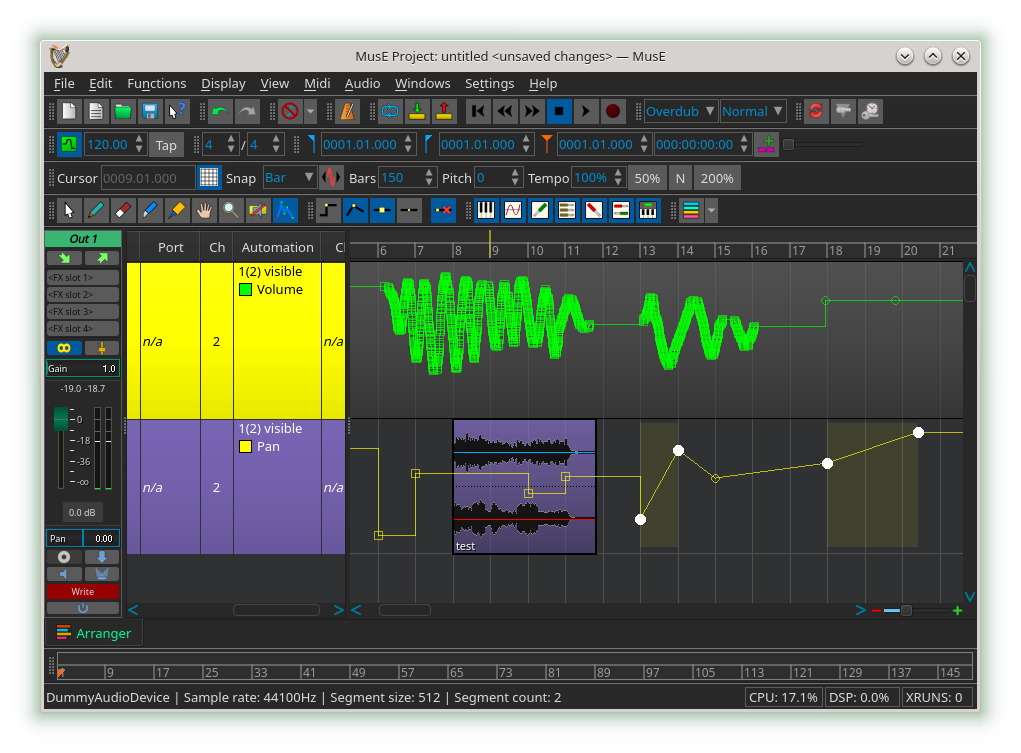 MusE Project: untitled <unsaved changes> — MusE
File Edit Functions Display View Midi Audio Windows Settings Help
Overdub Normal
120.00 Tap 4 / 4 0001.01.000 0001.01.000 0001.01.000 000:00:00:00
Cursor 0009.01.000 Snap Bar Bars 150 Pitch 0 Tempo 100% 50% N 200%
Out 1
Port Ch Automation Cl
6 7 8 9 10 11 12 13 14 15 16 17 18 19 20 21
<FX slot 1>
<FX slot 2>
<FX slot 3>
<FX slot 4>
Gain 1.0
-19.0 -18.7
0
-18
-36
-oo
0.0 dB
Pan 0.00
Write
1(2) visible
Volume
n/a 2 n/a
1(2) visible
Pan
n/a 2 n/a
test
Arranger
1 9 17 25 33 41 49 57 65 73 81 89 97 105 113 121 129 137 145
DummyAudioDevice | Sample rate: 44100Hz | Segment size: 512 | Segment count: 2
CPU: 17.1% DSP: 0.0% XRUNS: 0